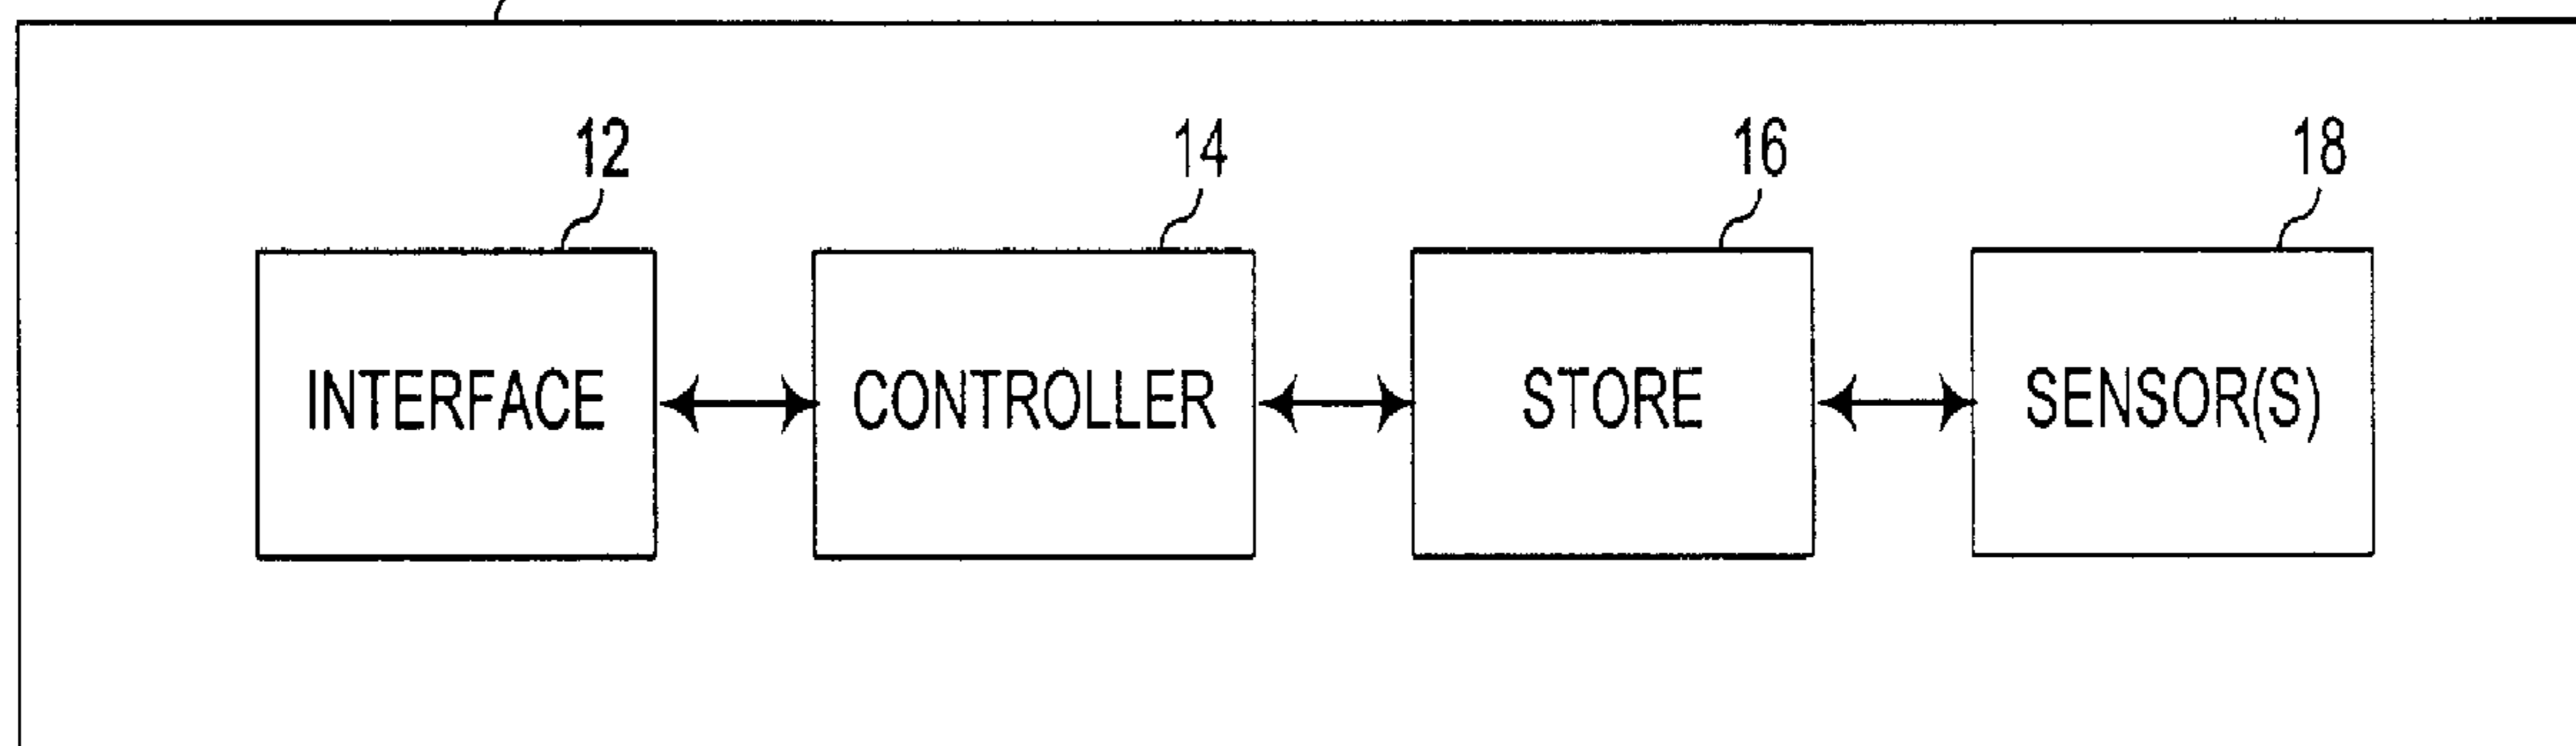 12 14 16 18
INTERFACE CONTROLLER STORE SENSOR(S)